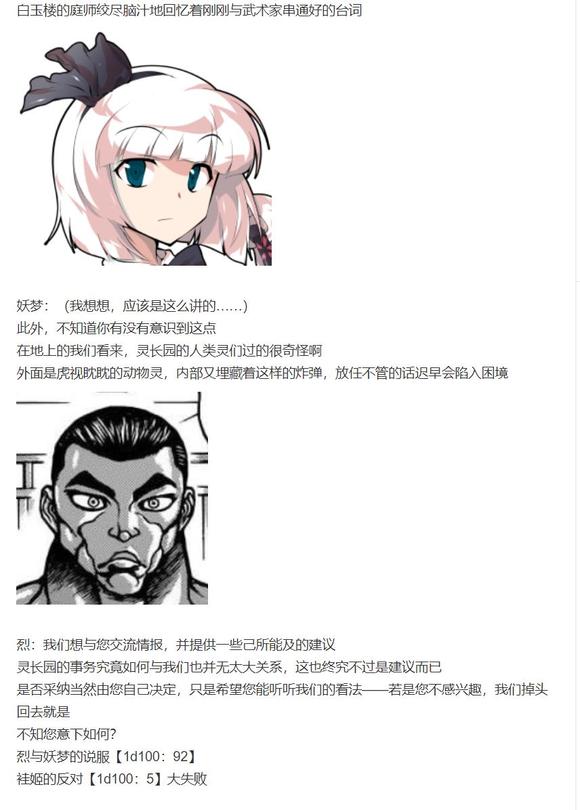 白玉楼的庭师绞尽脑汁地回忆着刚刚与武术家串通好的台词
妖梦：（我想想，应该是这么讲的……）
此外，不知道你有没有意识到这点
在地上的我们看来，灵长园的人类灵们过的很奇怪啊
外面是虎视眈眈的动物灵，内部又埋藏着这样的炸弹，放任不管的话迟早会陷入困境
烈：我们想与您交流情报，并提供一些己所能及的建议
灵长园的事务究竟如何与我们也并无太大关系，这也终究不过是建议而已
是否采纳当然由您自己决定，只是希望您能听听我们的看法——若是您不感兴趣，我们掉头
回去就是
不知您意下如何？
烈与妖梦的说服【1d100：92】
袿姬的反对【1d100：5】大失败